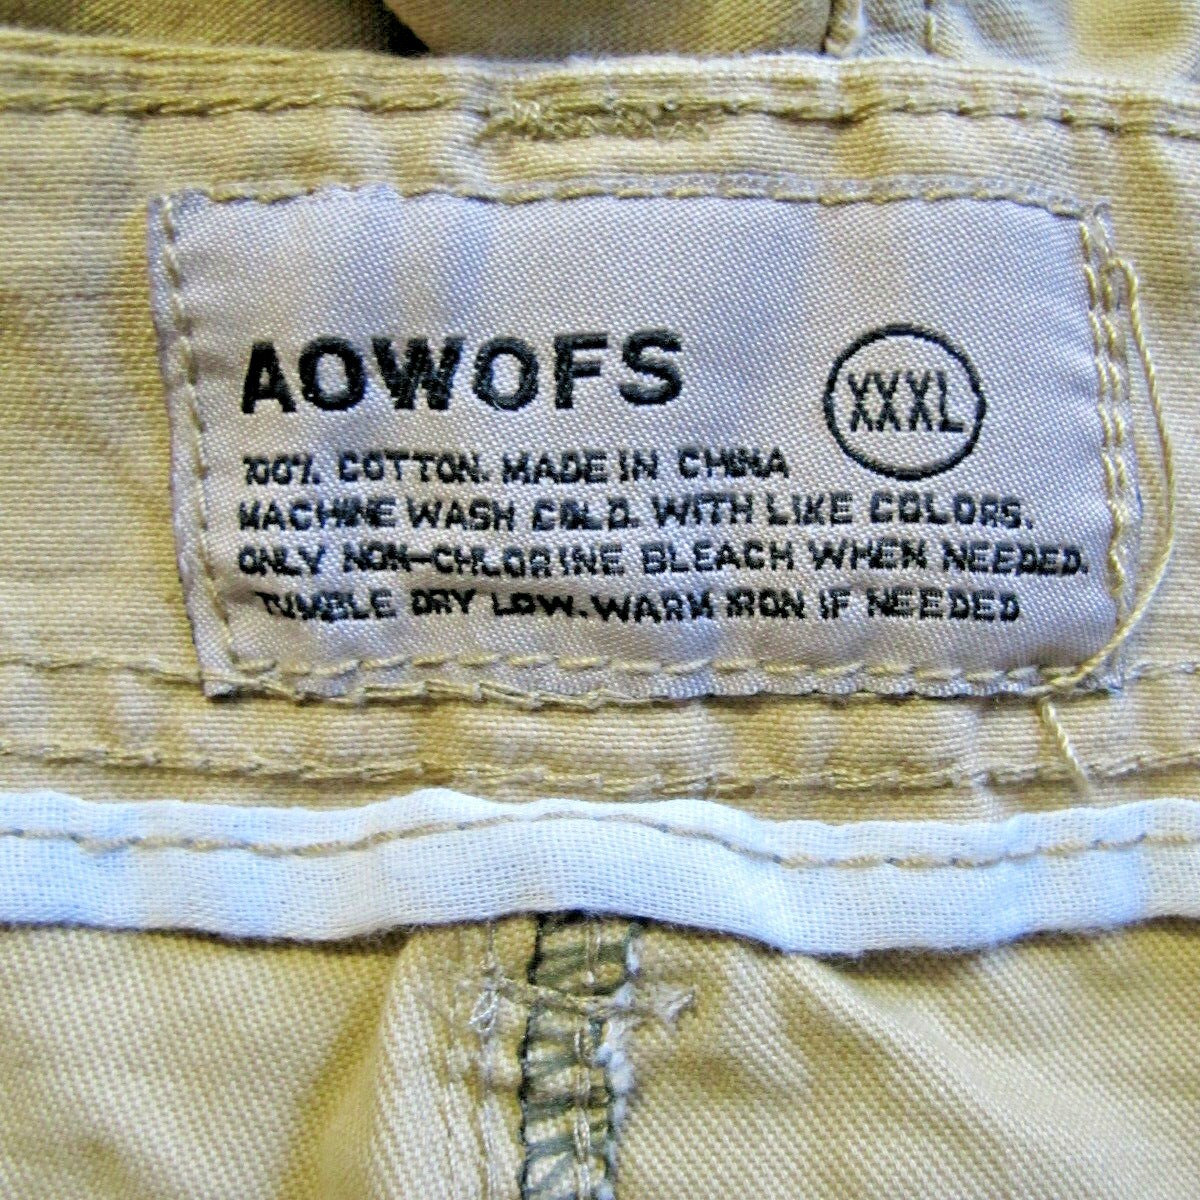 AOWOFS
XXXL
100% COTTON. MADE IN CHINA
MACHINE WASH COLD. WITH LIKE COLORS.
ONLY NON-CHLORINE BLEACH WHEN NEEDED.
TUMBLE DRY LOW. WARM IRON IF NEEDED